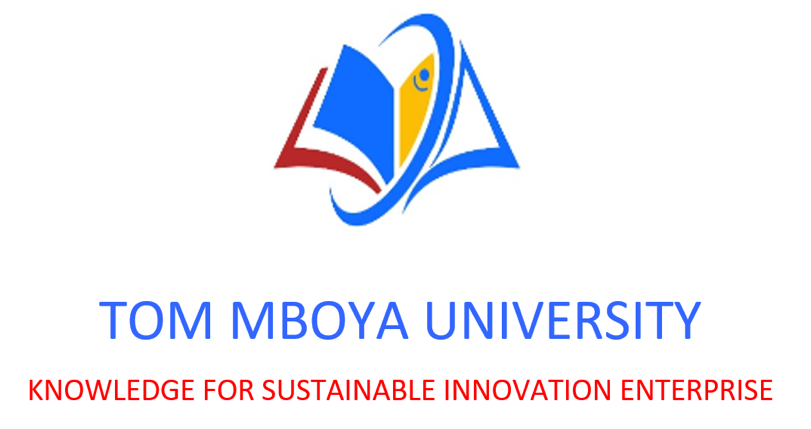 TOM MBOYA UNIVERSITY
KNOWLEDGE FOR SUSTAINABLE INNOVATION ENTERPRISE